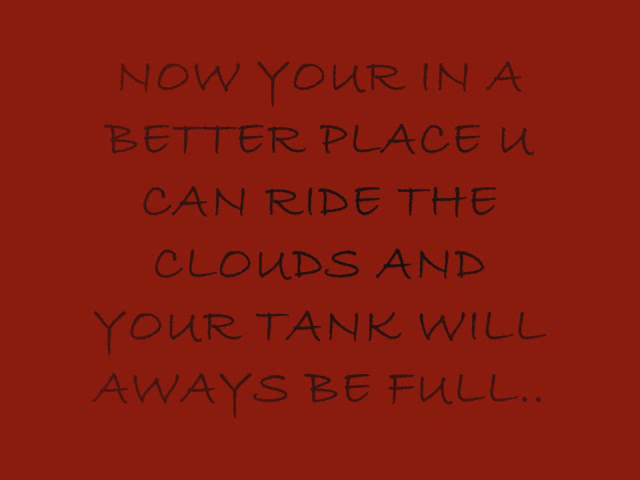 NOW YOUR IN A
BETTER PLACE U
CAN RIDE THE
CLOUDS AND
YOUR TANK WILL
AWAYS BE FULL..